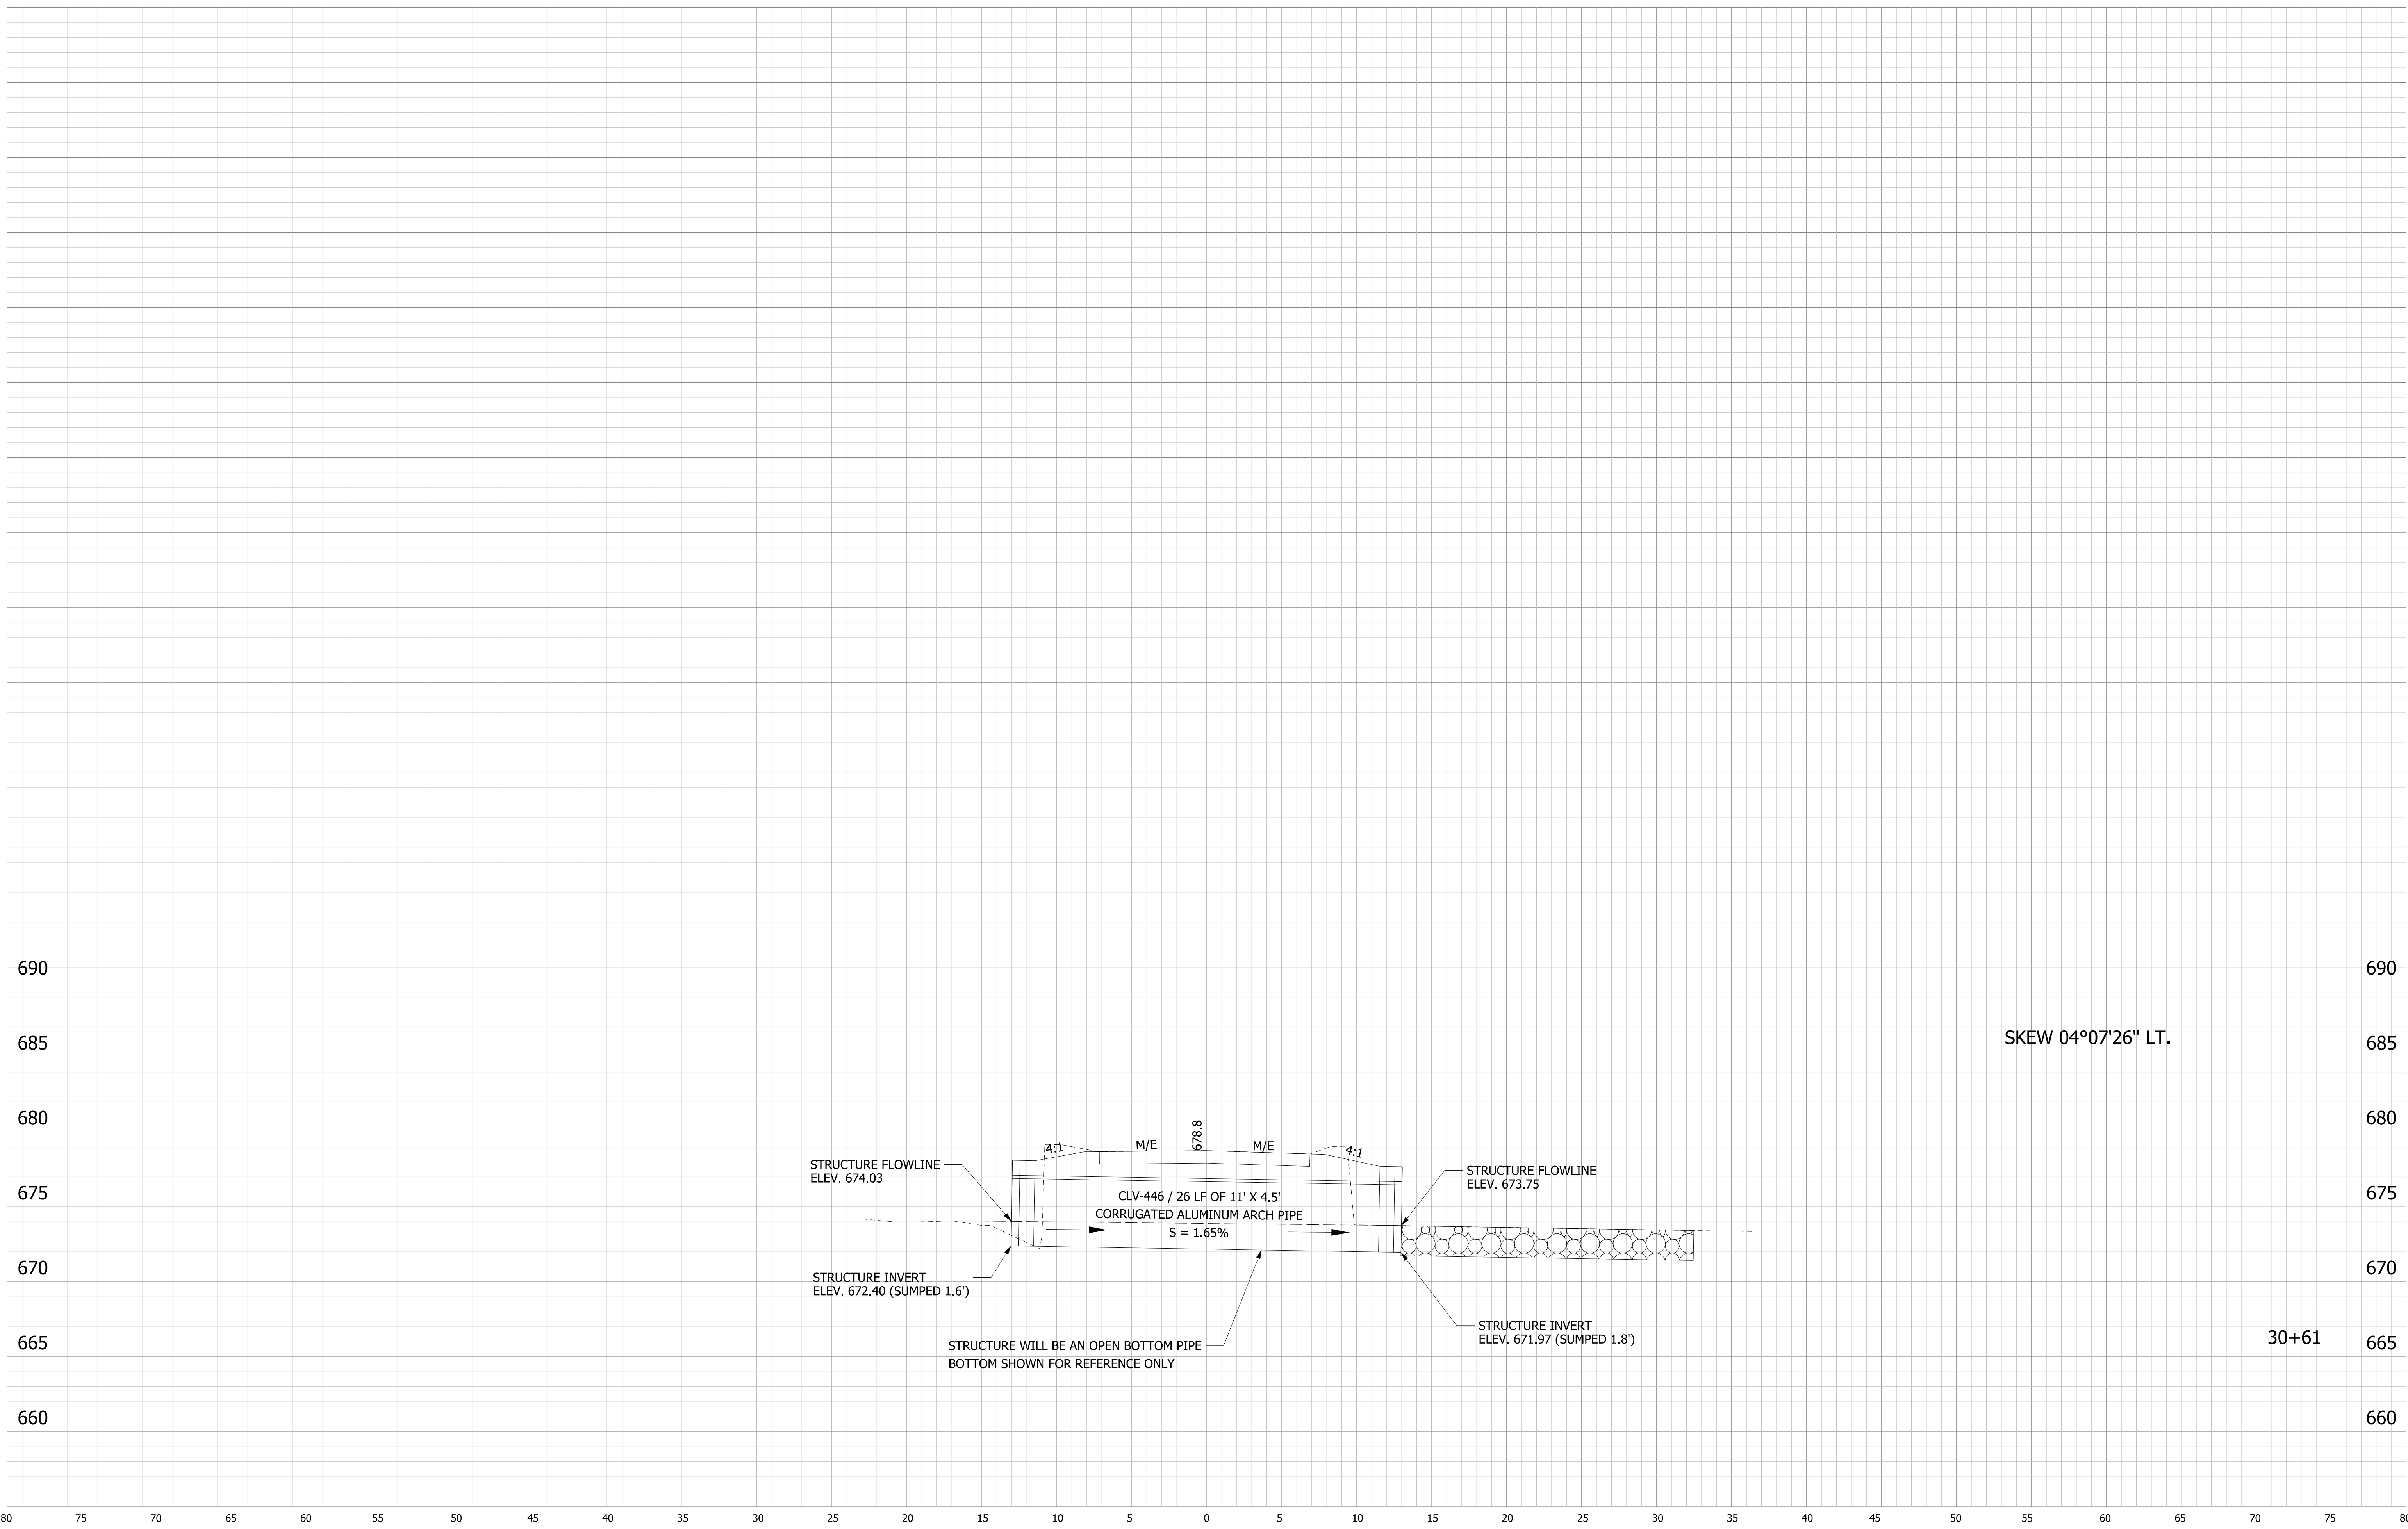 690 690
SKEW 04°07'26" LT.
685 685
680 680
678.8
4:1 M/E M/E 4:1
STRUCTURE FLOWLINE
ELEV. 674.03
STRUCTURE FLOWLINE
ELEV. 673.75
675 675
CLV-446 / 26 LF OF 11' X 4.5'
CORRUGATED ALUMINUM ARCH PIPE
S = 1.65%
670 670
STRUCTURE INVERT
ELEV. 672.40 (SUMPED 1.6')
STRUCTURE INVERT
ELEV. 671.97 (SUMPED 1.8')
30+61
665 665
STRUCTURE WILL BE AN OPEN BOTTOM PIPE
BOTTOM SHOWN FOR REFERENCE ONLY
660 660
80 75 70 65 60 55 50 45 40 35 30 25 20 15 10 5 0 5 10 15 20 25 30 35 40 45 50 55 60 65 70 75